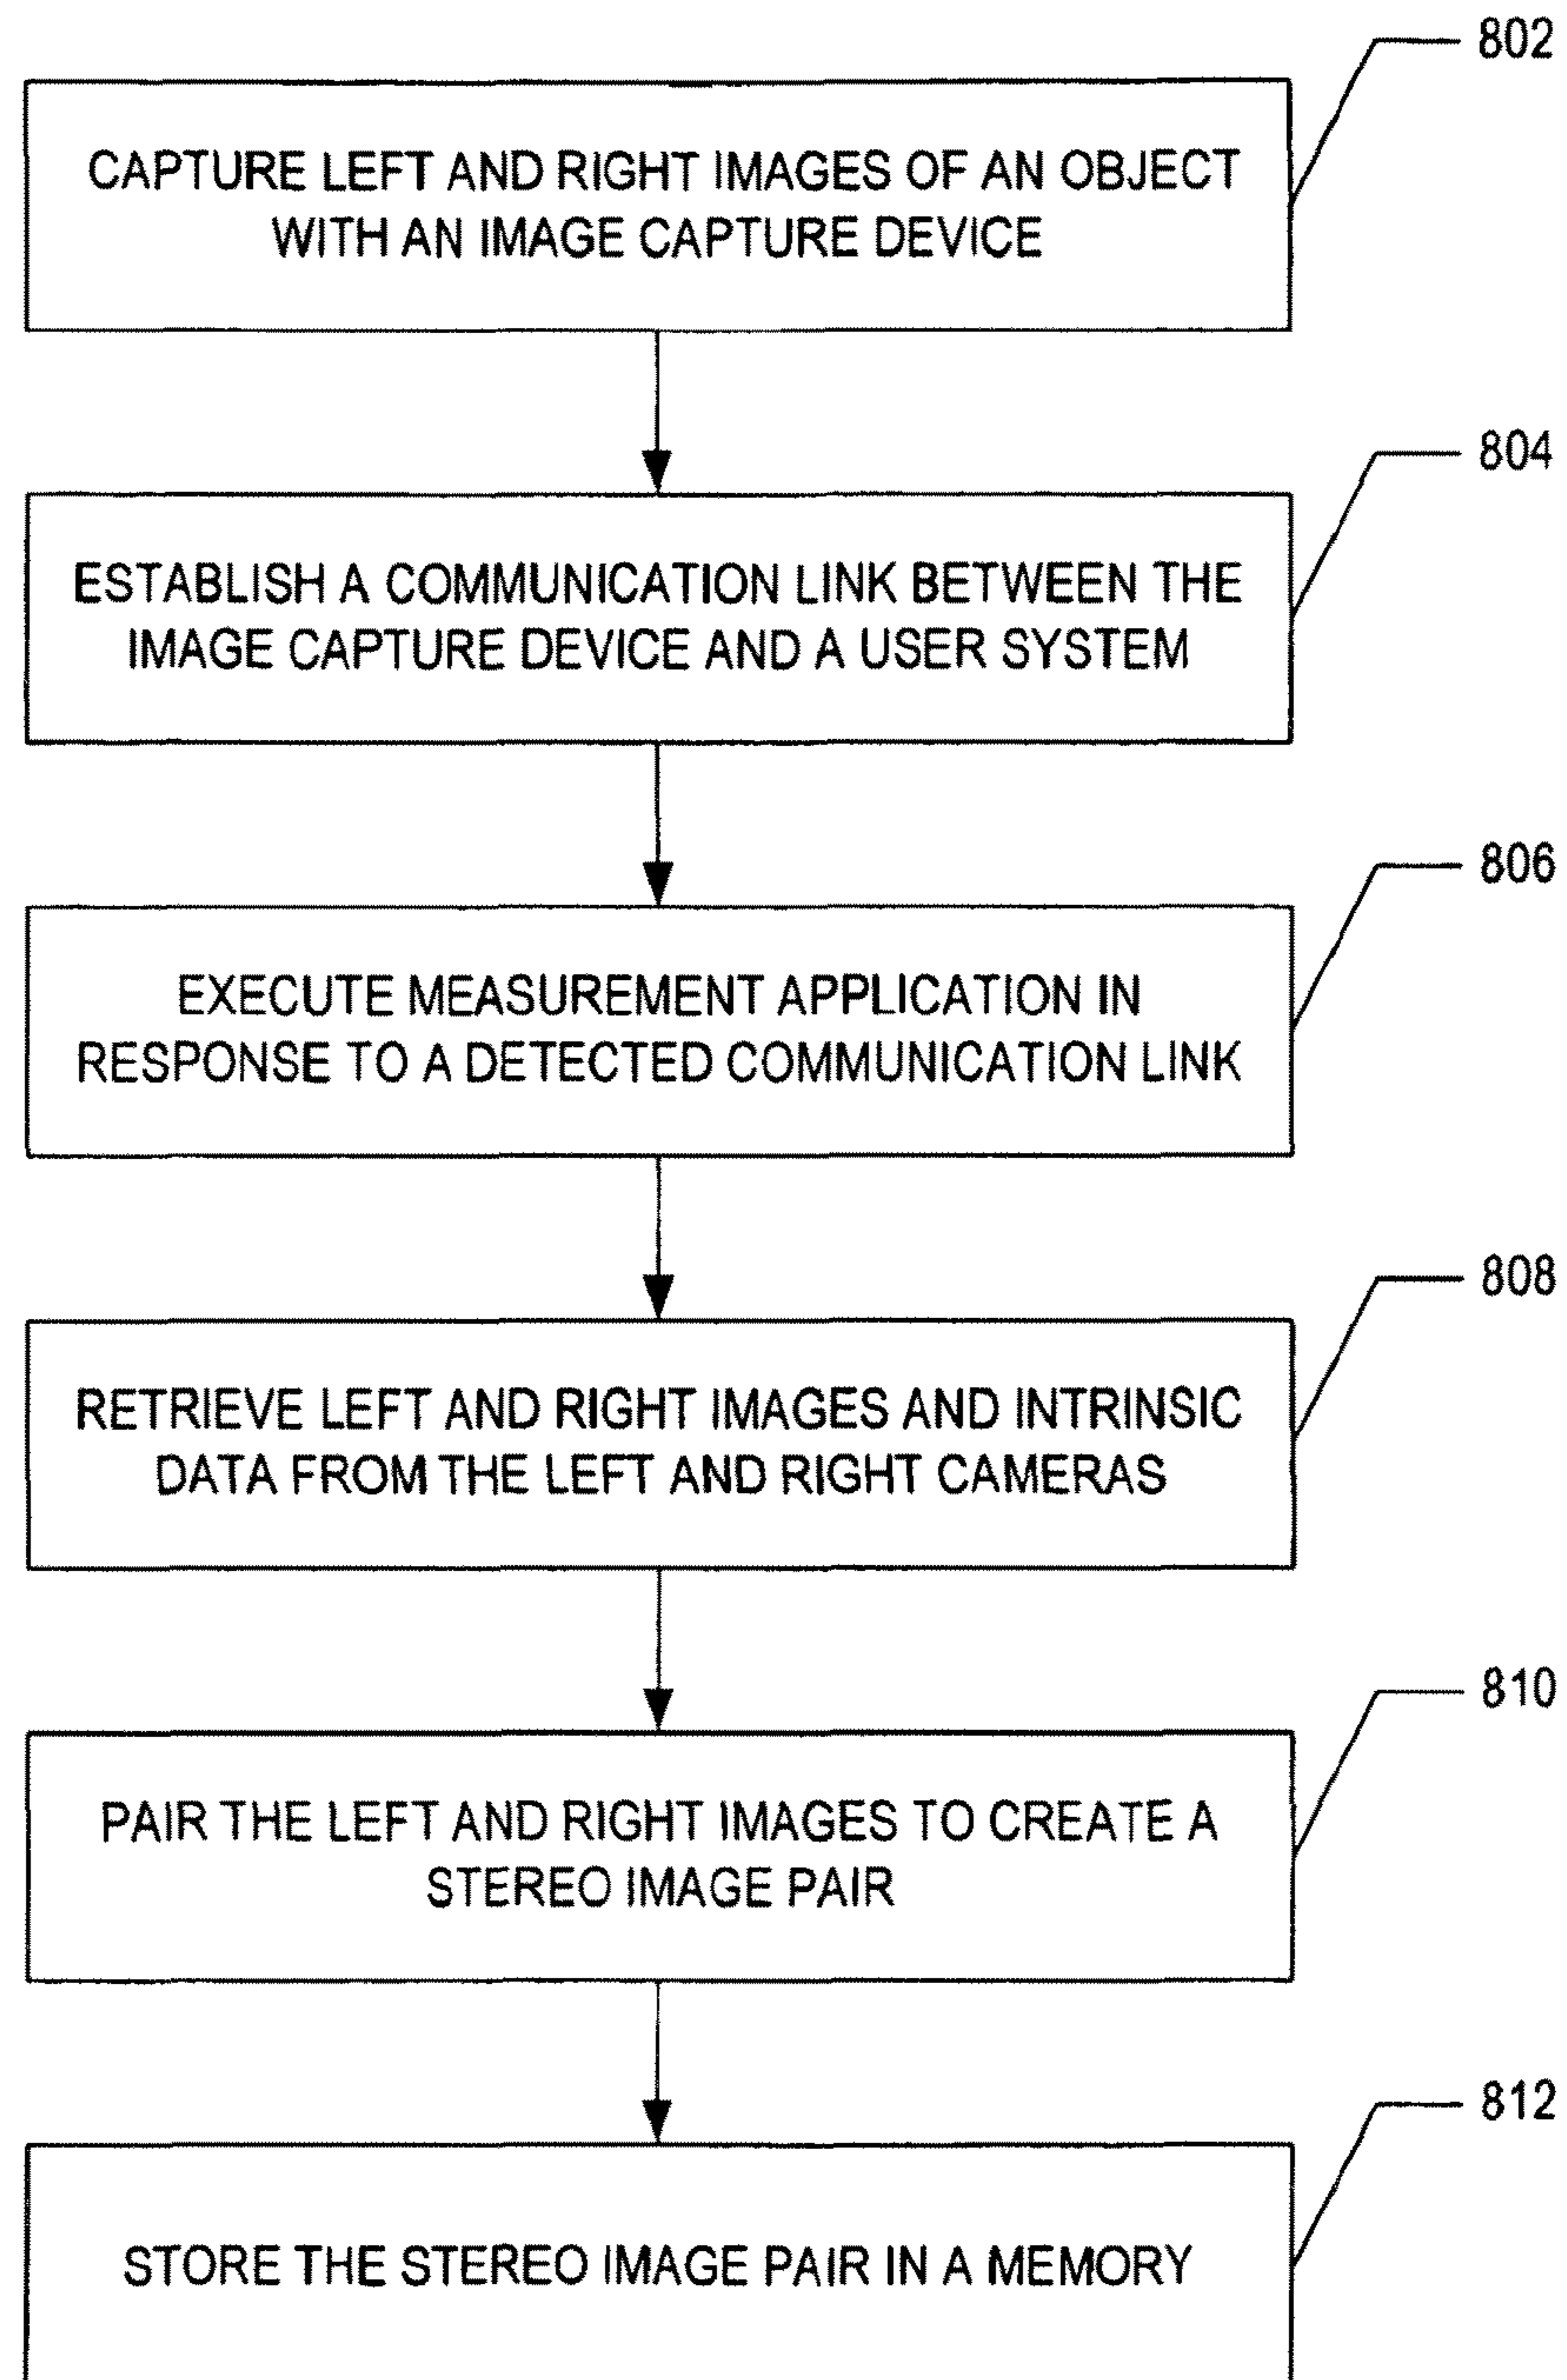 802
CAPTURE LEFT AND RIGHT IMAGES OF AN OBJECT
WITH AN IMAGE CAPTURE DEVICE
804
ESTABLISH A COMMUNICATION LINK BETWEEN THE
IMAGE CAPTURE DEVICE AND A USER SYSTEM
806
EXECUTE MEASUREMENT APPLICATION IN
RESPONSE TO A DETECTED COMMUNICATION LINK
808
RETRIEVE LEFT AND RIGHT IMAGES AND INTRINSIC
DATA FROM THE LEFT AND RIGHT CAMERAS
810
PAIR THE LEFT AND RIGHT IMAGES TO CREATE A
STEREO IMAGE PAIR
812
STORE THE STEREO IMAGE PAIR IN A MEMORY